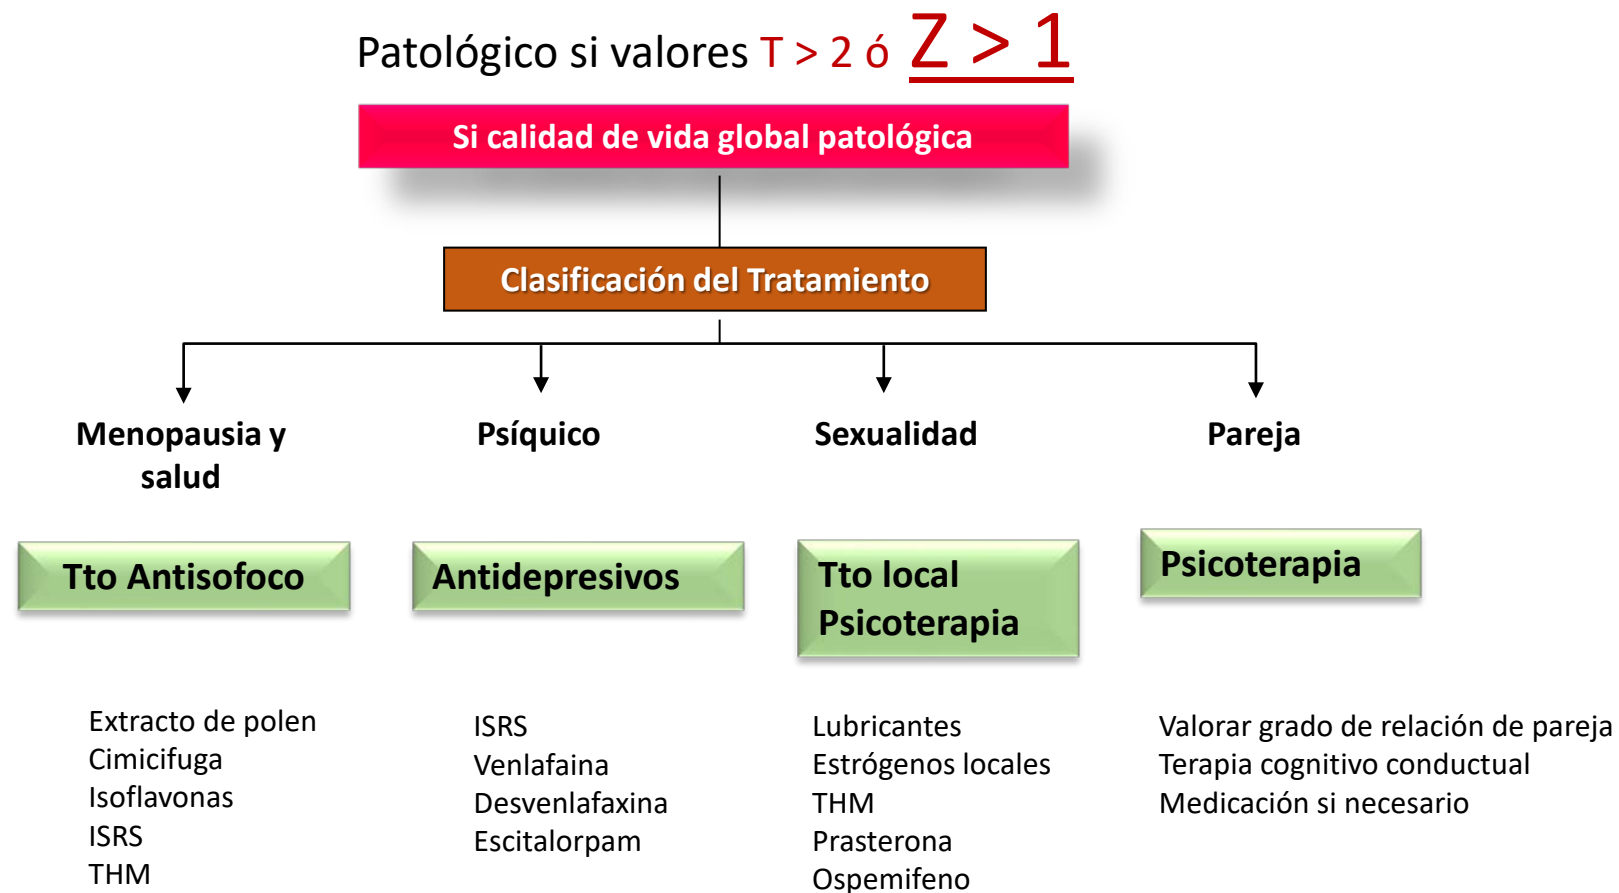 Patológico si valores T > 2 ó Z > 1
Si calidad de vida global patológica
Clasificación del Tratamiento
Menopausia y
salud
Psíquico
Sexualidad
Pareja
Tto Antisofoco
Antidepresivos
Tto local
Psicoterapia
Psicoterapia
Extracto de polen
Cimicifuga
Isoflavonas
ISRS
THM
ISRS
Venlafaina
Desvenlafaxina
Escitalorpam
Lubricantes
Estrógenos locales
THM
Prasterona
Ospemifeno
Valorar grado de relación de pareja
Terapia cognitivo conductual
Medicación si necesario